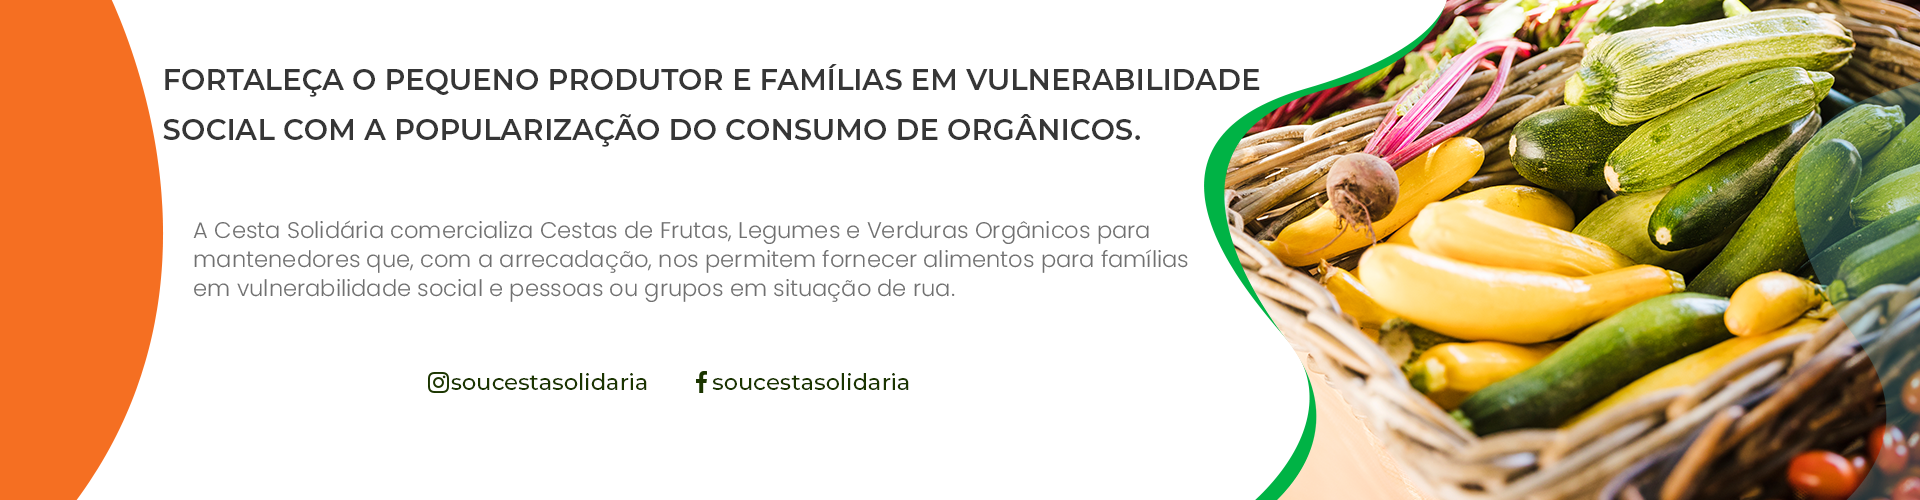 FORTALEÇA O PEQUENO PRODUTOR E FAMÍLIAS EM VULNERABILIDADE
SOCIAL COM A POPULARIZAÇÃO DO CONSUMO DE ORGÂNICOS.
A Cesta Solidária comercializa Cestas de Frutas, Legumes e Verduras Orgânicos para
mantenedores que, com a arrecadação, nos permitem fornecer alimentos para famílias
em vulnerabilidade social e pessoas ou grupos em situação de rua.
soucestasolidaria
soucestasolidaria